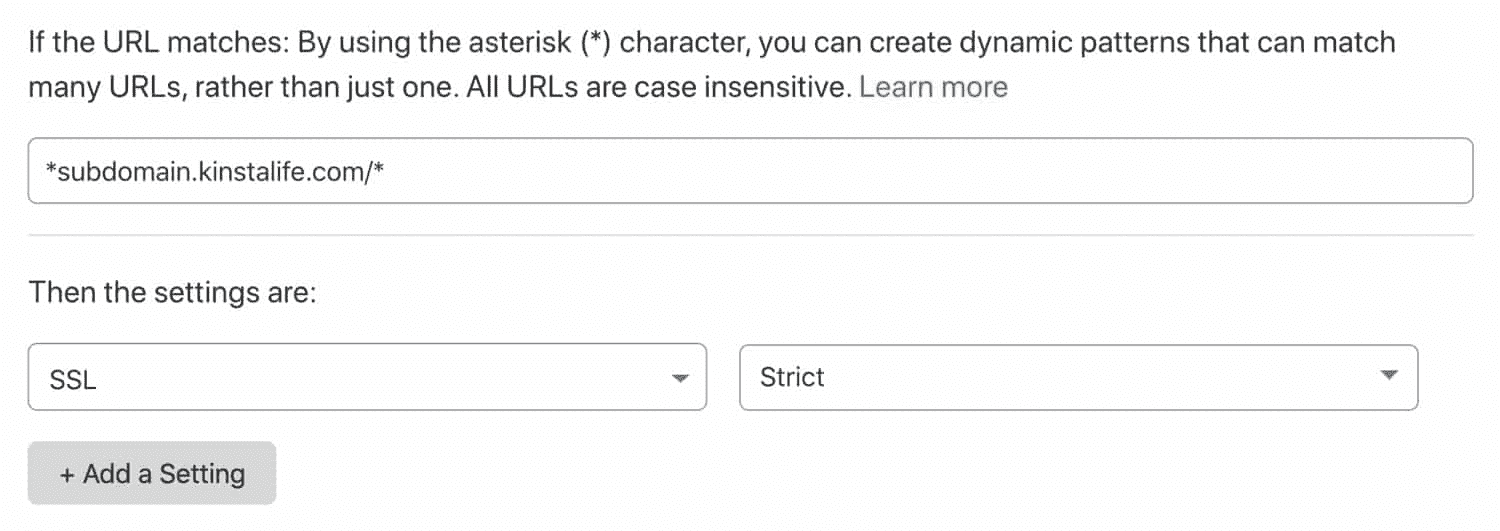 If the URL matches: By using the asterisk (*) character, you can create dynamic patterns that can match
many URLs, rather than just one. All URLs are case insensitive. Learn more
*subdomain.kinstalife.com/*
Then the settings are:
SSL
Strict
+ Add a Setting